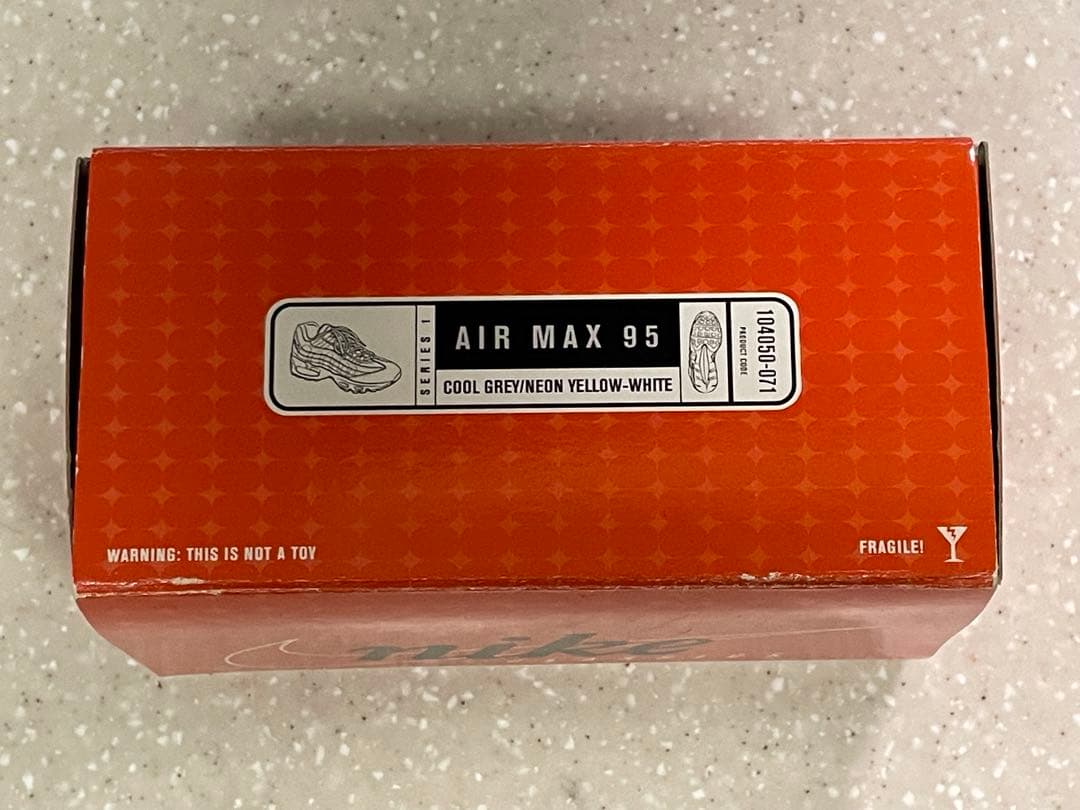 SERIES 1
AIR MAX 95
COOL GREY/NEON YELLOW-WHITE
PRODUCT CODE
104050-071
WARNING: THIS IS NOT A TOY
FRAGILE!
nike